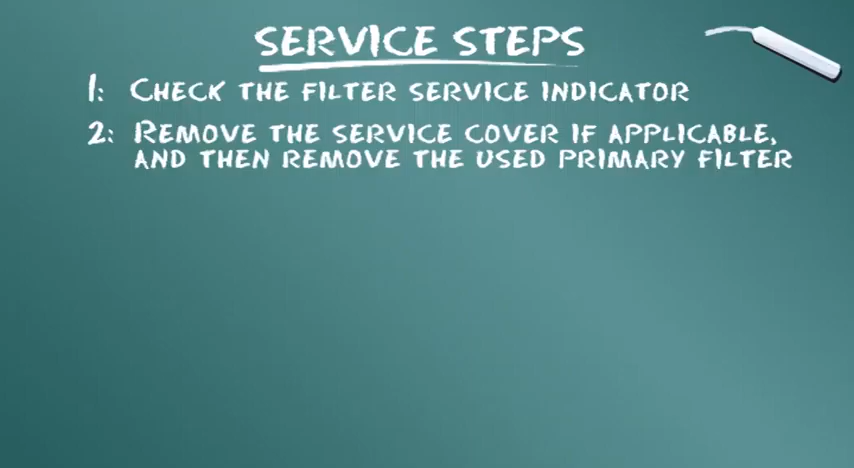 SERVICE STEPS
1: CHECK THE FILTER SERVICE INDICATOR
2: REMOVE THE SERVICE COVER IF APPLICABLE,
AND THEN REMOVE THE USED PRIMARY FILTER